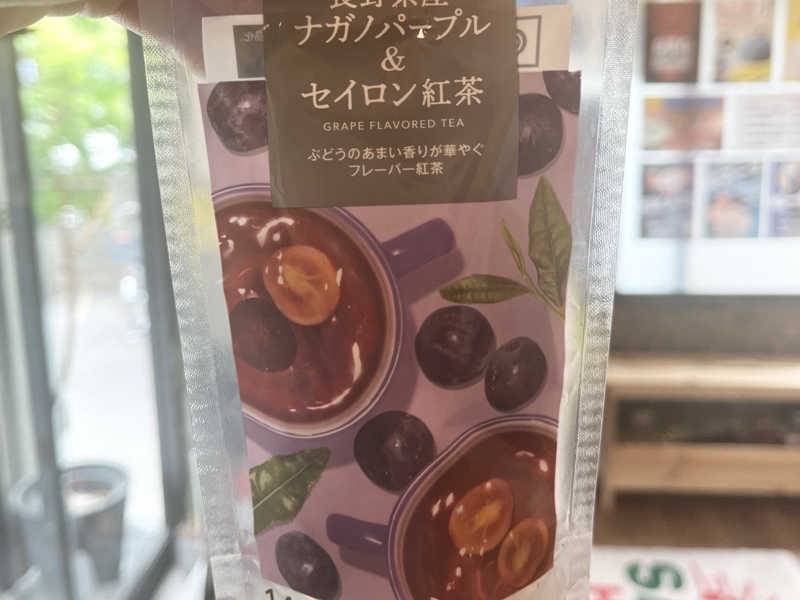 長野県産
ナガノパープル
&
セイロン紅茶
GRAPE FLAVORED TEA
ぶどうのあまい香りが華やぐ
フレーバー紅茶